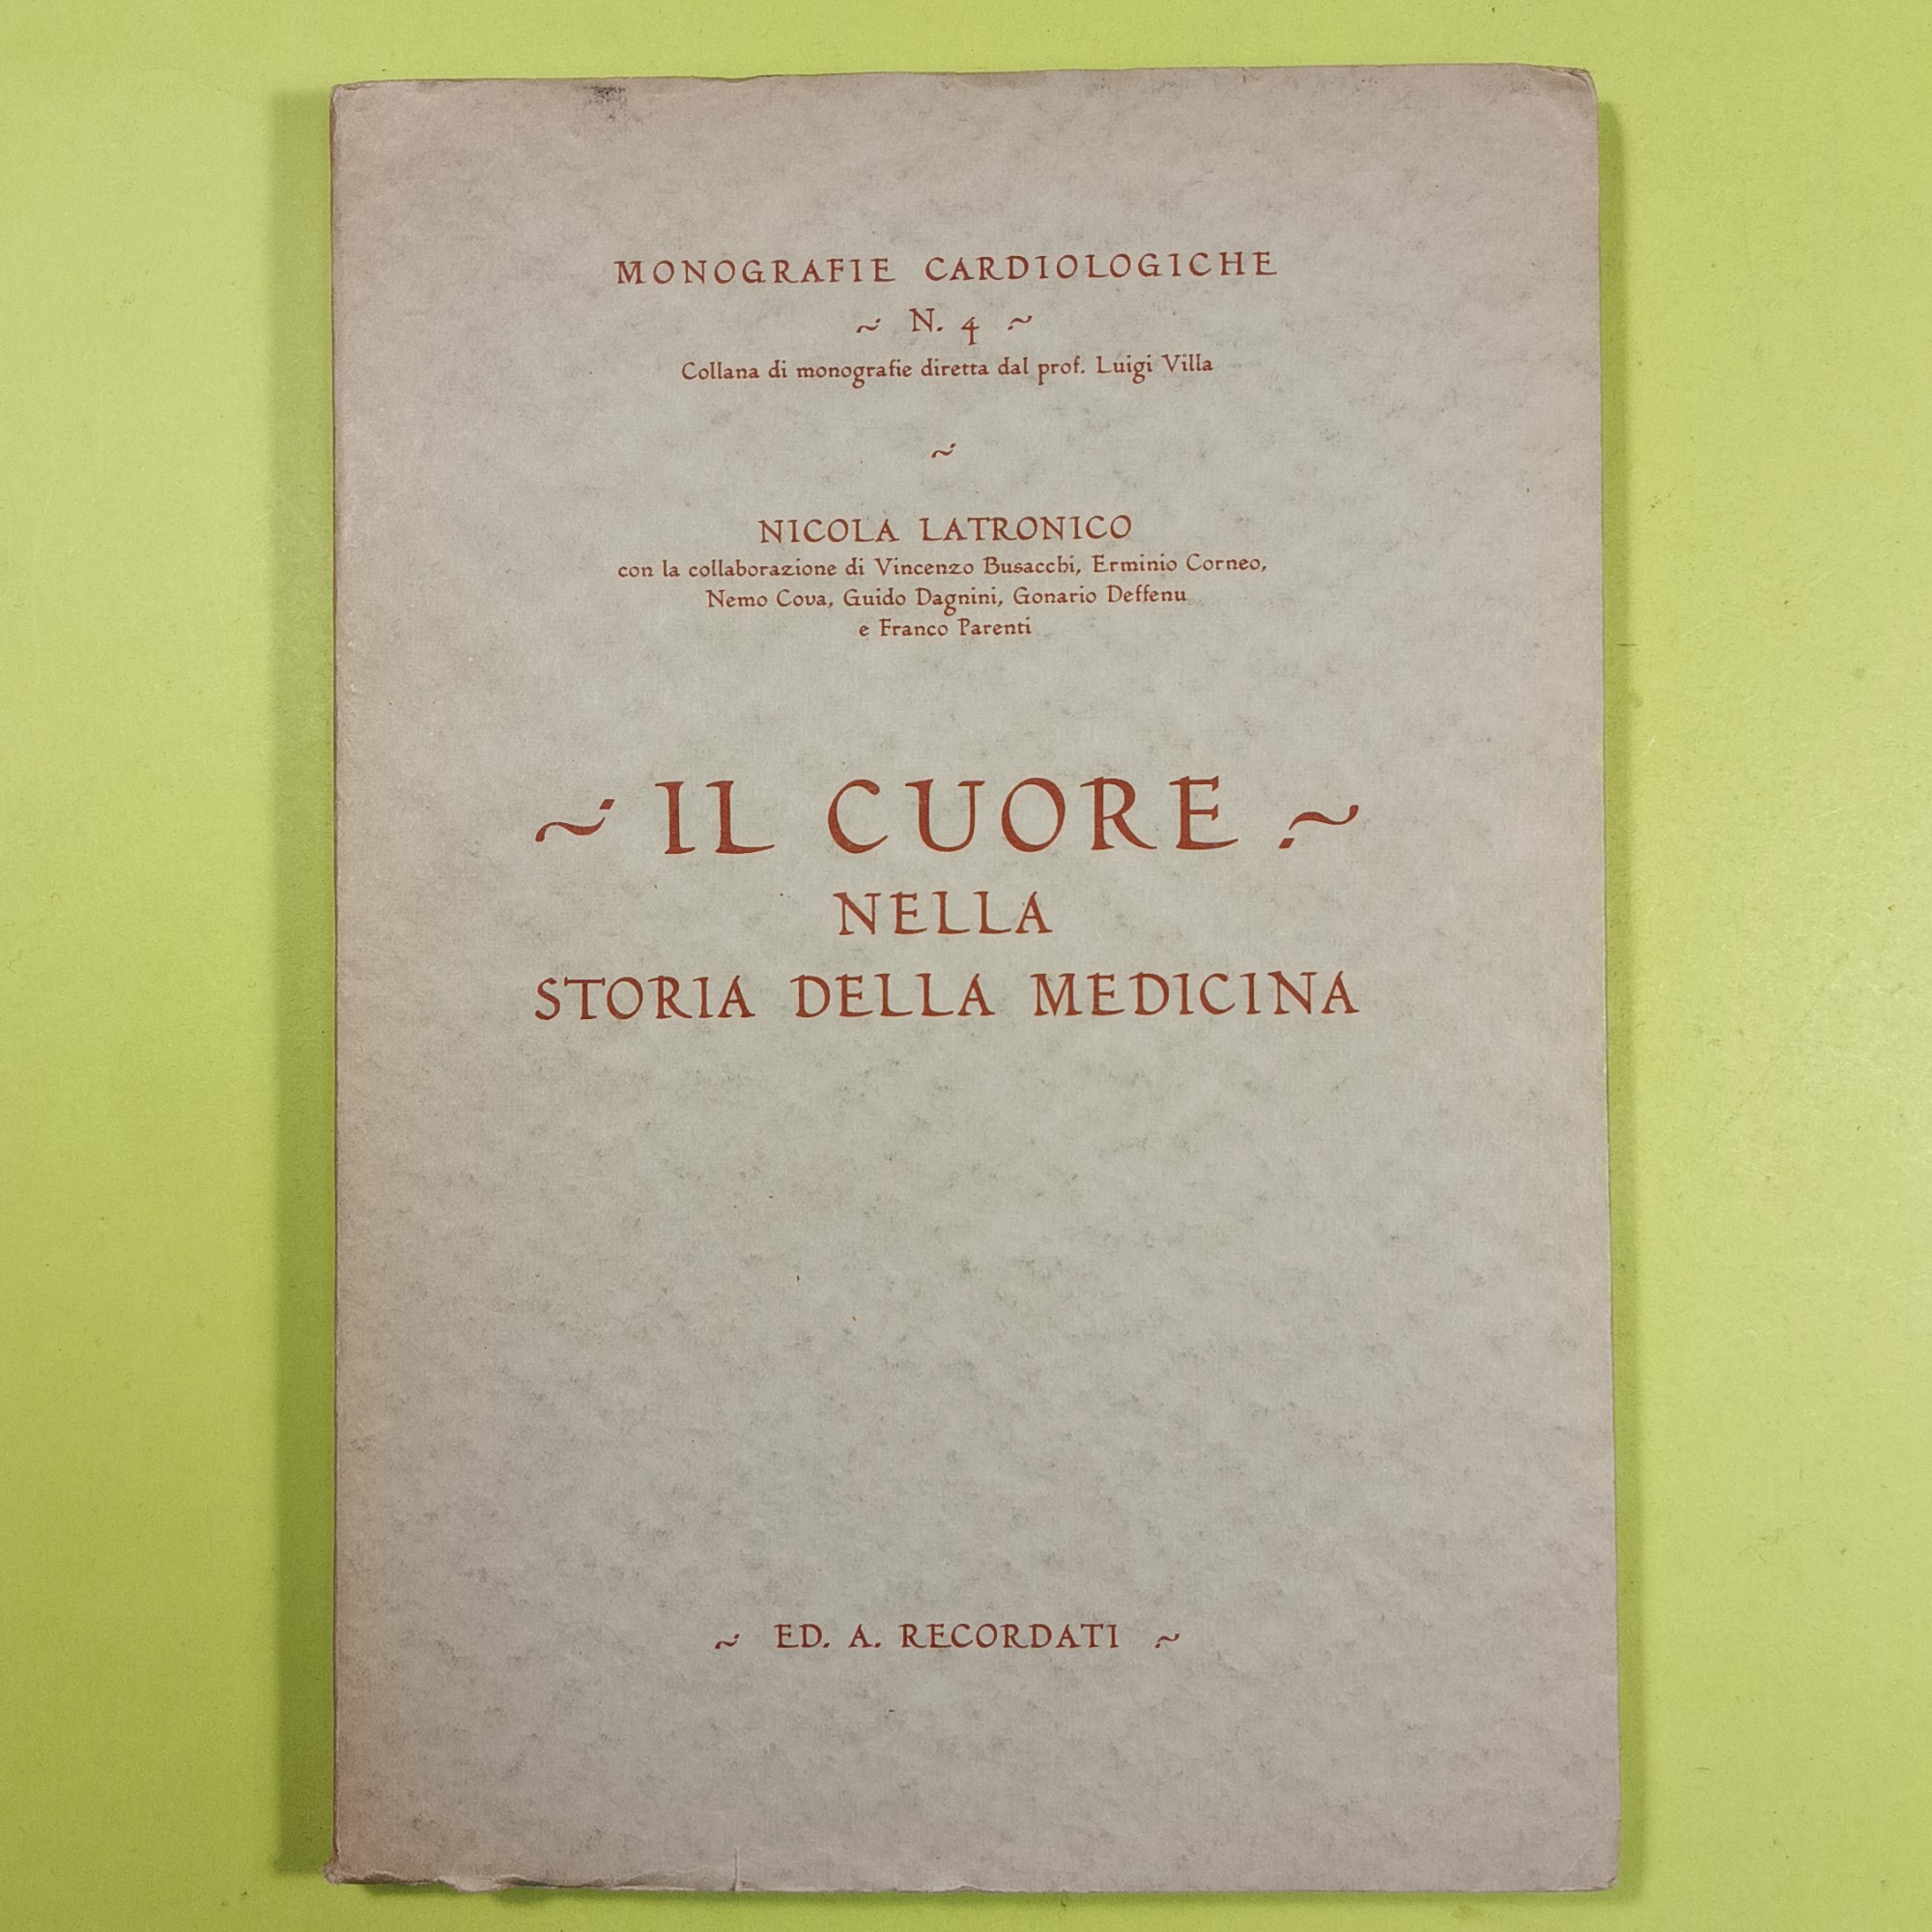 MONOGRAFIE CARDIOLOGICHE
~ N. 4 ~
Collana di monografie diretta dal prof. Luigi Villa
~
NICOLA LATRONICO
con la collaborazione di Vincenzo Busacchi, Erminio Corneo,
Nemo Cova, Guido Dagnini, Gonario Deffenu
e Franco Parenti
~ IL CUORE ~
NELLA
STORIA DELLA MEDICINA
~ ED. A. RECORDATI ~